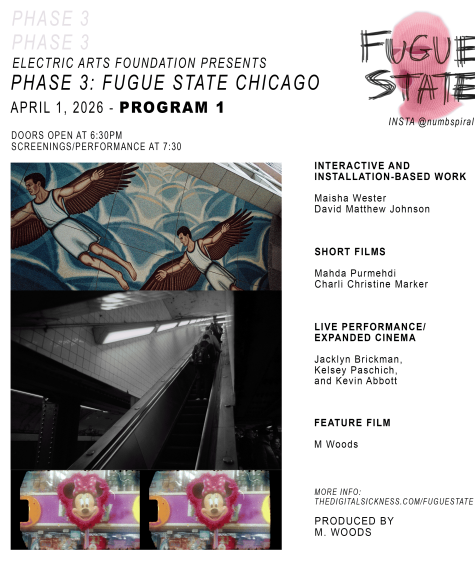 PHASE 3
PHASE 3
ELECTRIC ARTS FOUNDATION PRESENTS
PHASE 3: FUGUE STATE CHICAGO
APRIL 1, 2026 - PROGRAM 1
DOORS OPEN AT 6:30PM
SCREENINGS/PERFORMANCE AT 7:30
FUGUE
STATE
INSTA @numbspiral
INTERACTIVE AND
INSTALLATION-BASED WORK
Maisha Wester
David Matthew Johnson
SHORT FILMS
Mahda Purmehdi
Charli Christine Marker
LIVE PERFORMANCE/
EXPANDED CINEMA
Jacklyn Brickman,
Kelsey Paschich,
and Kevin Abbott
FEATURE FILM
M Woods
MORE INFO:
THEDIGITALSICKNESS.COM/FUGUESTATE
PRODUCED BY
M. WOODS